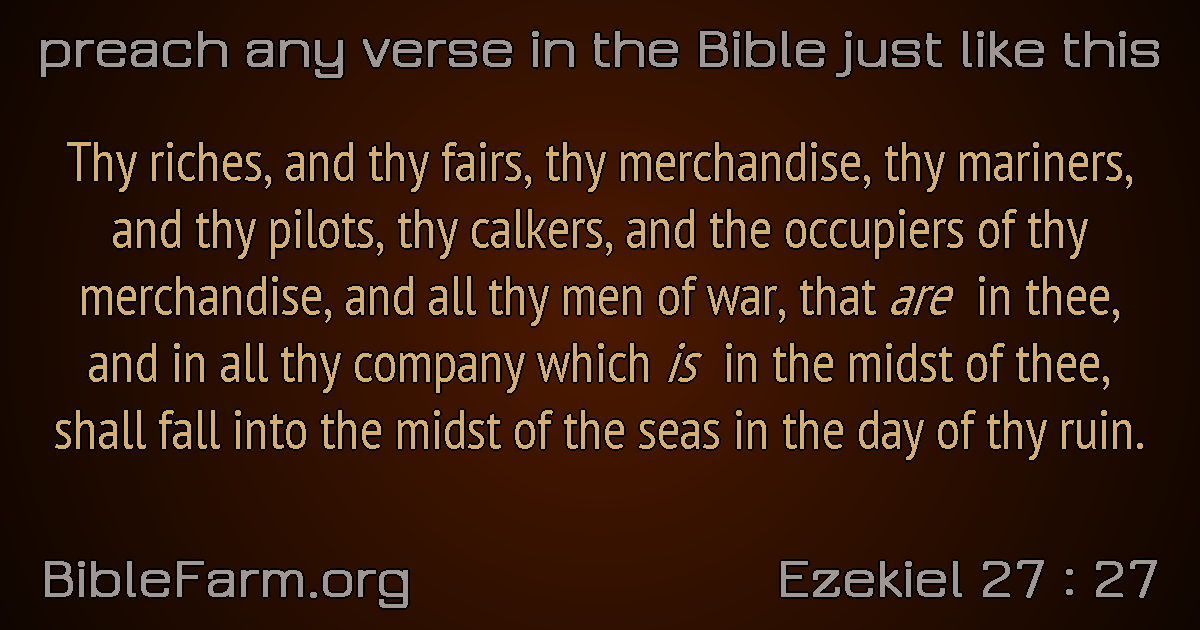 preach any verse in the Bible just like this
Thy riches, and thy fairs, thy merchandise, thy mariners,
and thy pilots, thy calkers, and the occupiers of thy
merchandise, and all thy men of war, that are in thee,
and in all thy company which is in the midst of thee,
shall fall into the midst of the seas in the day of thy ruin.
BibleFarm.org
Ezekiel 27 : 27